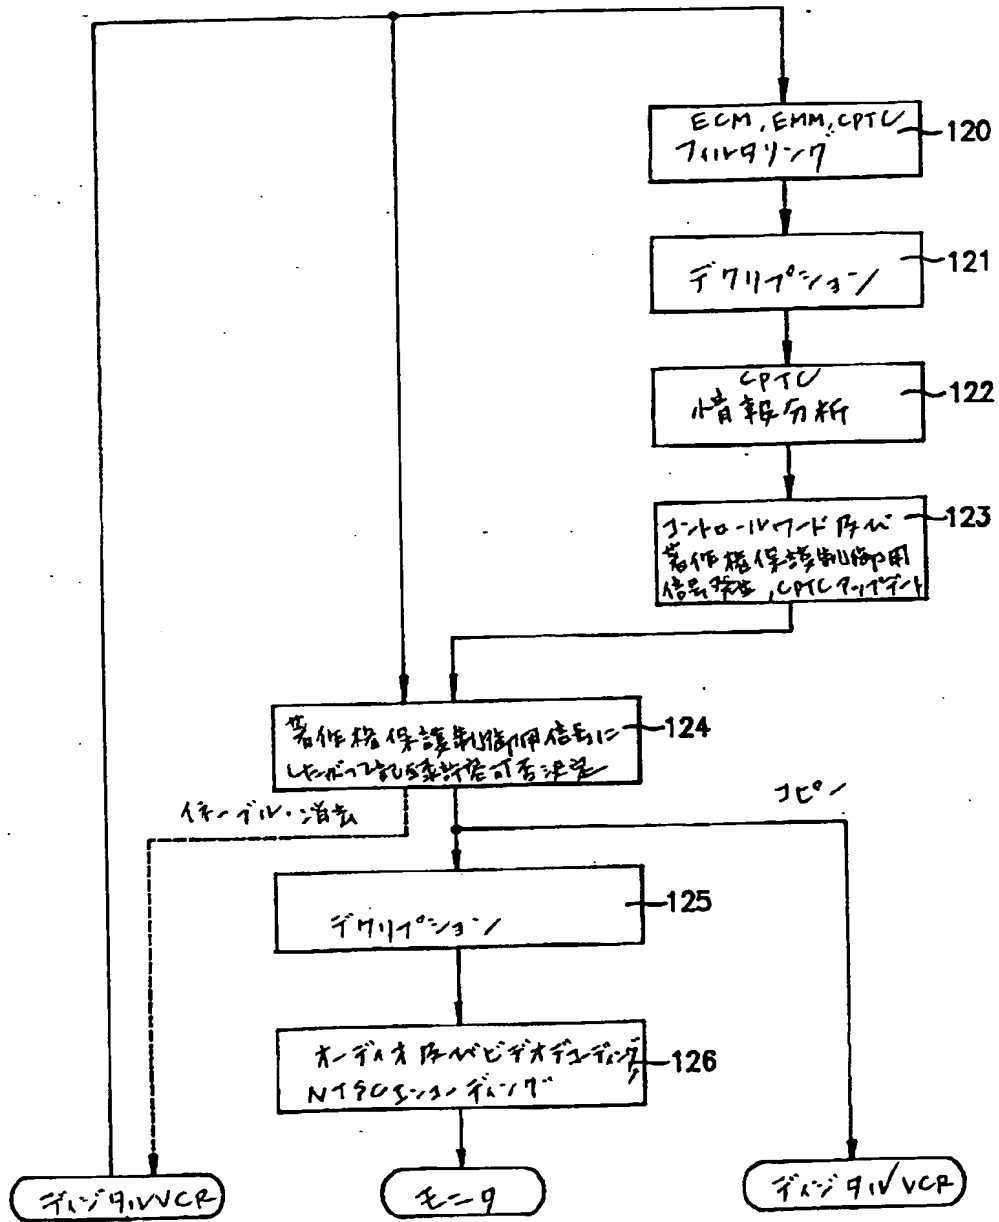 ECM, EMM, CPTC
フィルタリング
120
デクリプション
121
CPTC
情報分析
122
コントロールワード及び
著作権保護制御用
信号発生, CPTCアップデート
123
著作権保護制御用信号に
したがって記録許容可否決定
124
イネーブル・消去
コピー
デクリプション
125
オーディオ及びビデオデコーディング,
NTSCエンコーディング
126
ディジタルVCR
モニタ
ディジタルVCR